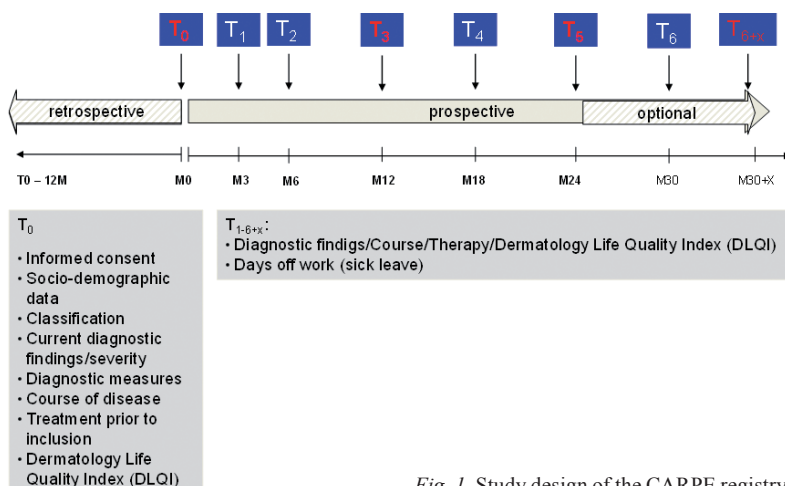 T0 T1 T2 T3 T4 T5 T6 T6+x
retrospective prospective optional
T0 – 12M M0 M3 M6 M12 M18 M24 M30 M30+X
T0
• Informed consent
• Socio-demographic
data
• Classification
• Current diagnostic
findings/severity
• Diagnostic measures
• Course of disease
• Treatment prior to
inclusion
• Dermatology Life
Quality Index (DLQI)
T1-6+x:
• Diagnostic findigs/Course/Therapy/Dermatology Life Quality Index (DLQI)
• Days off work (sick leave)
Fig. 1. Study design of the CARPE registry